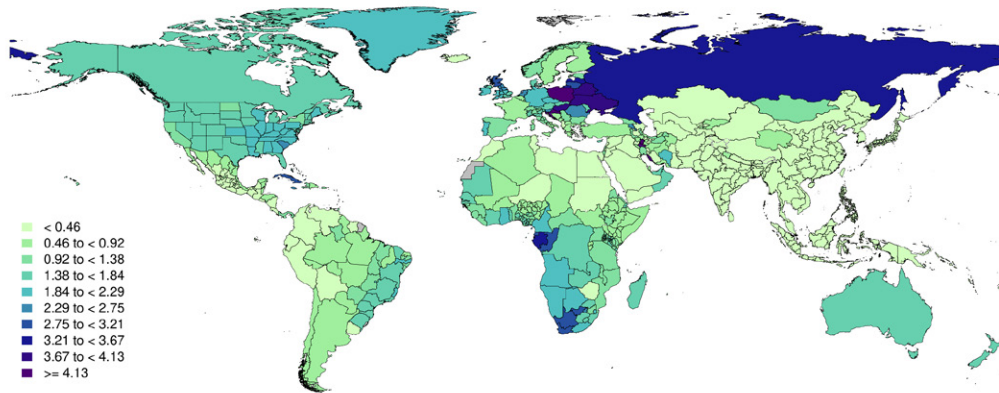 < 0.46
0.46 to < 0.92
0.92 to < 1.38
1.38 to < 1.84
1.84 to < 2.29
2.29 to < 2.75
2.75 to < 3.21
3.21 to < 3.67
3.67 to < 4.13
>= 4.13